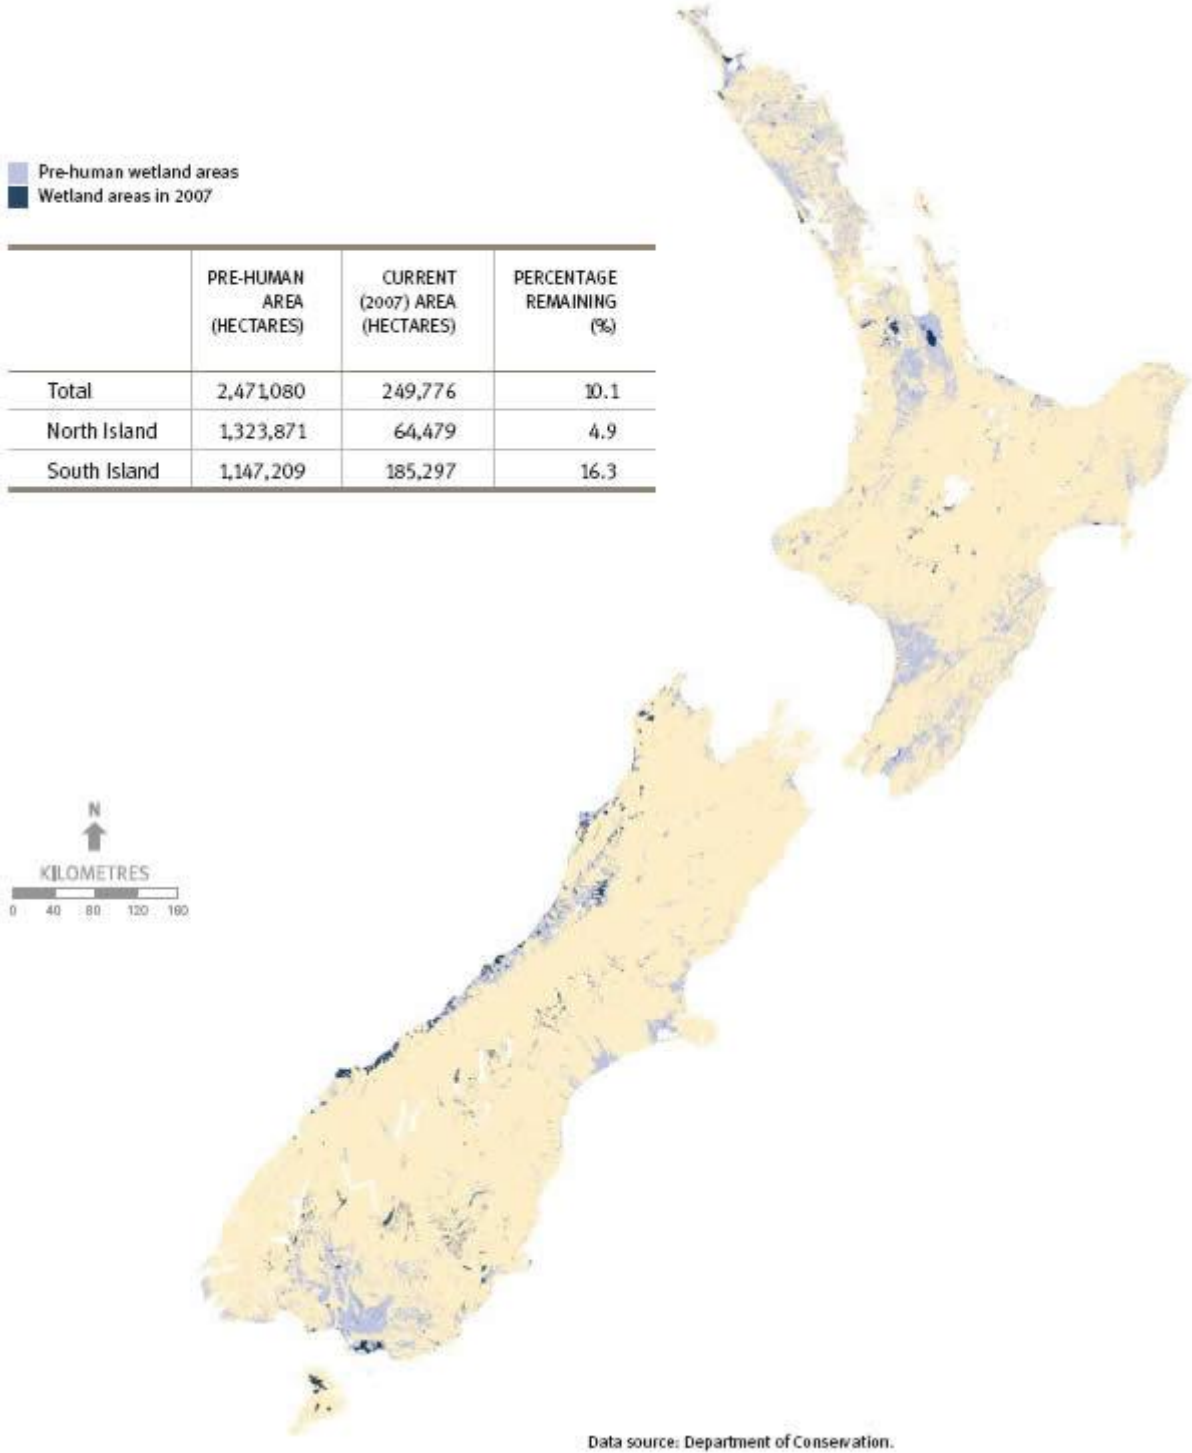 Pre-human wetland areas
Wetland areas in 2007
PRE-HUMAN AREA (HECTARES) CURRENT (2007) AREA (HECTARES) PERCENTAGE REMAINING (%)
Total 2,471,080 249,776 10.1
North Island 1,323,871 64,479 4.9
South Island 1,147,209 185,297 16.3
N
KILOMETRES
0 40 80 120 160
Data source: Department of Conservation.